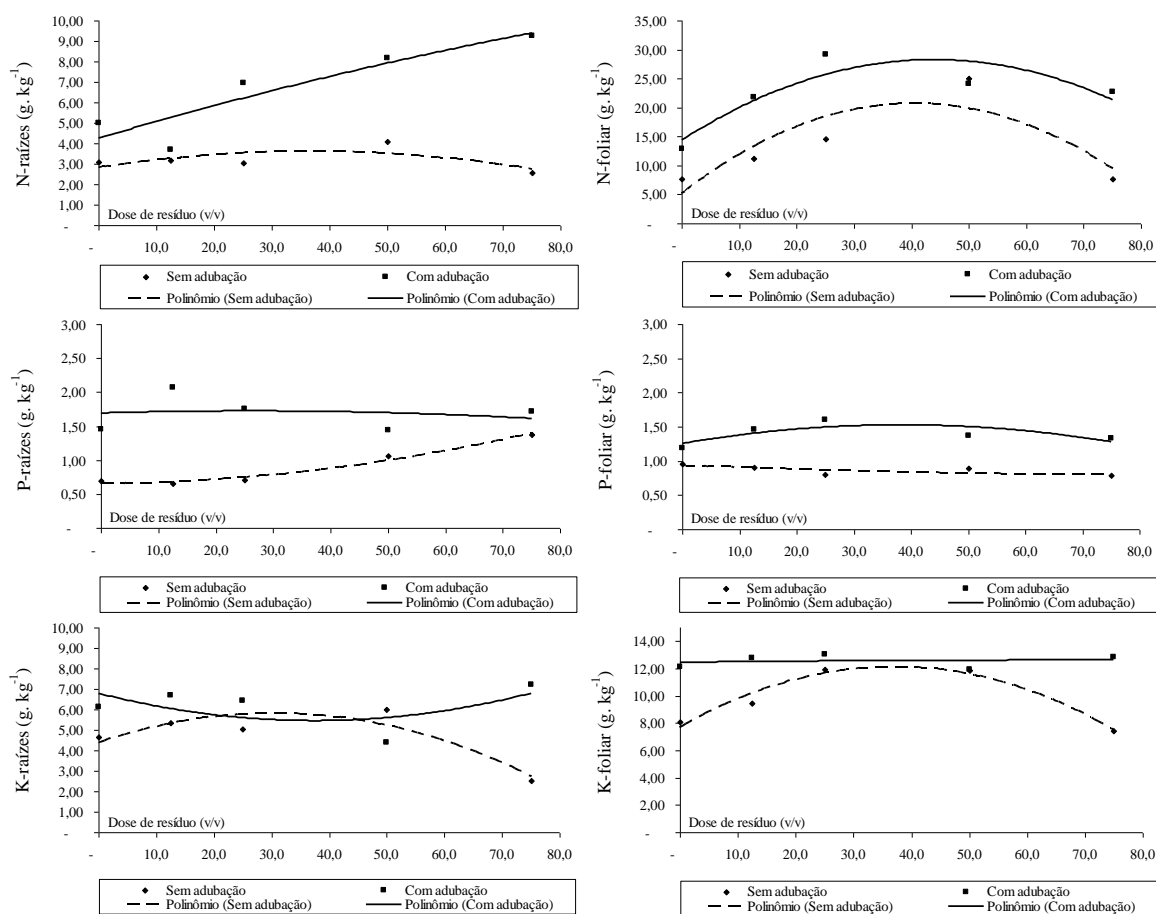 N-raízes (g. kg-1)
10,00
9,00
8,00
7,00
6,00
5,00
4,00
3,00
2,00
1,00
-
Dose de resíduo (v/v)
- 10,0 20,0 30,0 40,0 50,0 60,0 70,0 80,0
Sem adubação Com adubação
Polinômio (Sem adubação) Polinômio (Com adubação)
N-foliar (g. kg-1)
35,00
30,00
25,00
20,00
15,00
10,00
5,00
-
Dose de resíduo (v/v)
- 10,0 20,0 30,0 40,0 50,0 60,0 70,0 80,0
Sem adubação Com adubação
Polinômio (Sem adubação) Polinômio (Com adubação)
P-raízes (g. kg-1)
3,00
2,50
2,00
1,50
1,00
0,50
-
Dose de resíduo (v/v)
- 10,0 20,0 30,0 40,0 50,0 60,0 70,0 80,0
Sem adubação Com adubação
Polinômio (Sem adubação) Polinômio (Com adubação)
P-foliar (g. kg-1)
3,00
2,50
2,00
1,50
1,00
0,50
-
Dose de resíduo (v/v)
- 10,0 20,0 30,0 40,0 50,0 60,0 70,0 80,0
Sem adubação Com adubação
Polinômio (Sem adubação) Polinômio (Com adubação)
K-raízes (g. kg-1)
10,00
9,00
8,00
7,00
6,00
5,00
4,00
3,00
2,00
1,00
-
Dose de resíduo (v/v)
- 10,0 20,0 30,0 40,0 50,0 60,0 70,0 80,0
Sem adubação Com adubação
Polinômio (Sem adubação) Polinômio (Com adubação)
K-foliar (g. kg-1)
14,00
12,00
10,00
8,00
6,00
4,00
2,00
-
Dose de resíduo (v/v)
- 10,0 20,0 30,0 40,0 50,0 60,0 70,0 80,0
Sem adubação Com adubação
Polinômio (Sem adubação) Polinômio (Com adubação)